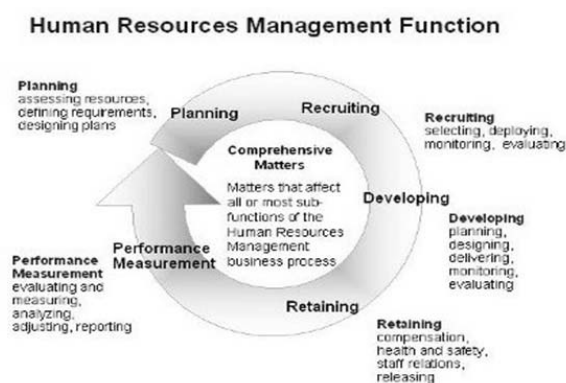 Human Resources Management Function
Planning
assessing resources,
defining requirements,
designing plans
Planning
Recruiting
Recruiting
selecting, deploying,
monitoring, evaluating
Comprehensive
Matters
Matters that affect
all or most sub-
functions of the
Human Resources
Management
business process
Developing
Developing
planning,
designing,
delivering,
monitoring,
evaluating
Performance
Measurement
Performance
Measurement
evaluating and
measuring,
analyzing,
adjusting, reporting
Retaining
Retaining
compensation,
health and safety,
staff relations,
releasing